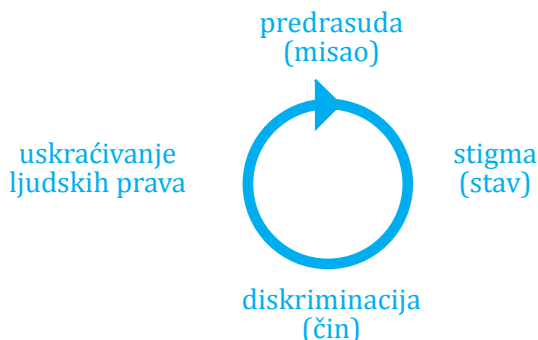 predrasuda
(misao)
uskraćivanje
ljudskih prava
stigma
(stav)
diskriminacija
(čin)